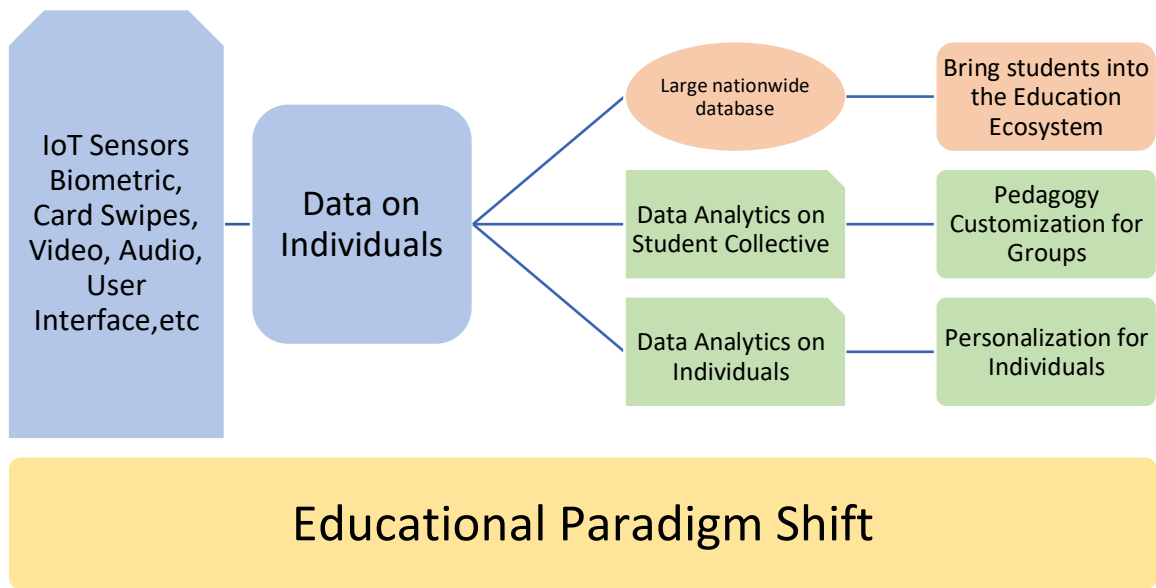 IoT Sensors
Biometric,
Card Swipes,
Video, Audio,
User
Interface,etc
Data on
Individuals
Large nationwide
database
Bring students into
the Education
Ecosystem
Data Analytics on
Student Collective
Pedagogy
Customization for
Groups
Data Analytics on
Individuals
Personalization for
Individuals
Educational Paradigm Shift